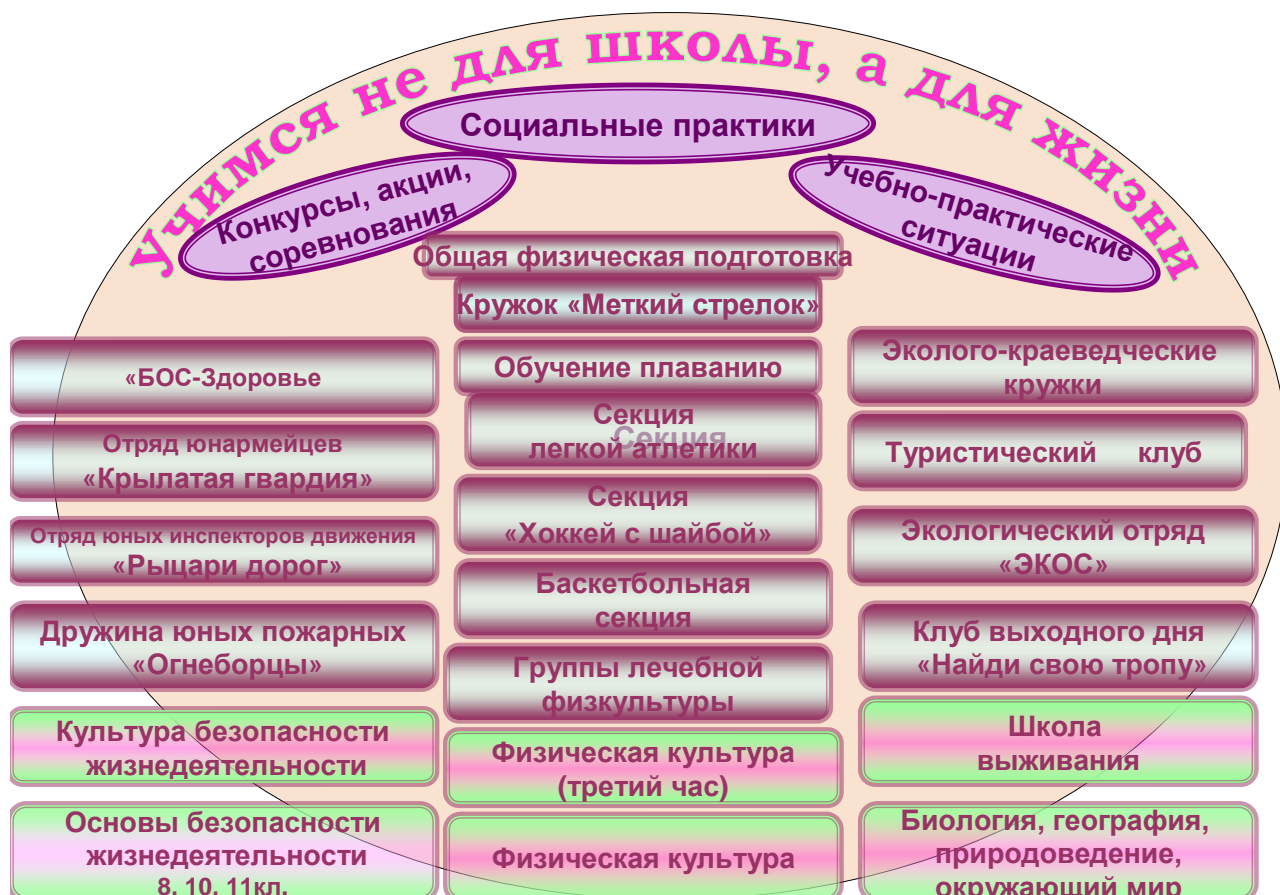 Учимся не для школы, а для жизни
Социальные практики
Конкурсы, акции,
соревнования
Учебно-практические
ситуации
Общая физическая подготовка
Кружок «Меткий стрелок»
Обучение плаванию
Секция
Секция
легкой атлетики
Секция
«Хоккей с шайбой»
Баскетбольная
секция
Группы лечебной
физкультуры
Физическая культура
(третий час)
Физическая культура
«БОС-Здоровье
Отряд юнармейцев
«Крылатая гвардия»
Отряд юных инспекторов движения
«Рыцари дорог»
Дружина юных пожарных
«Огнеборцы»
Культура безопасности
жизнедеятельности
Основы безопасности
жизнедеятельности
8, 10, 11кл.
Эколого-краеведческие
кружки
Туристический клуб
Экологический отряд
«ЭКОС»
Клуб выходного дня
«Найди свою тропу»
Школа
выживания
Биология, география,
природоведение,
окружающий мир